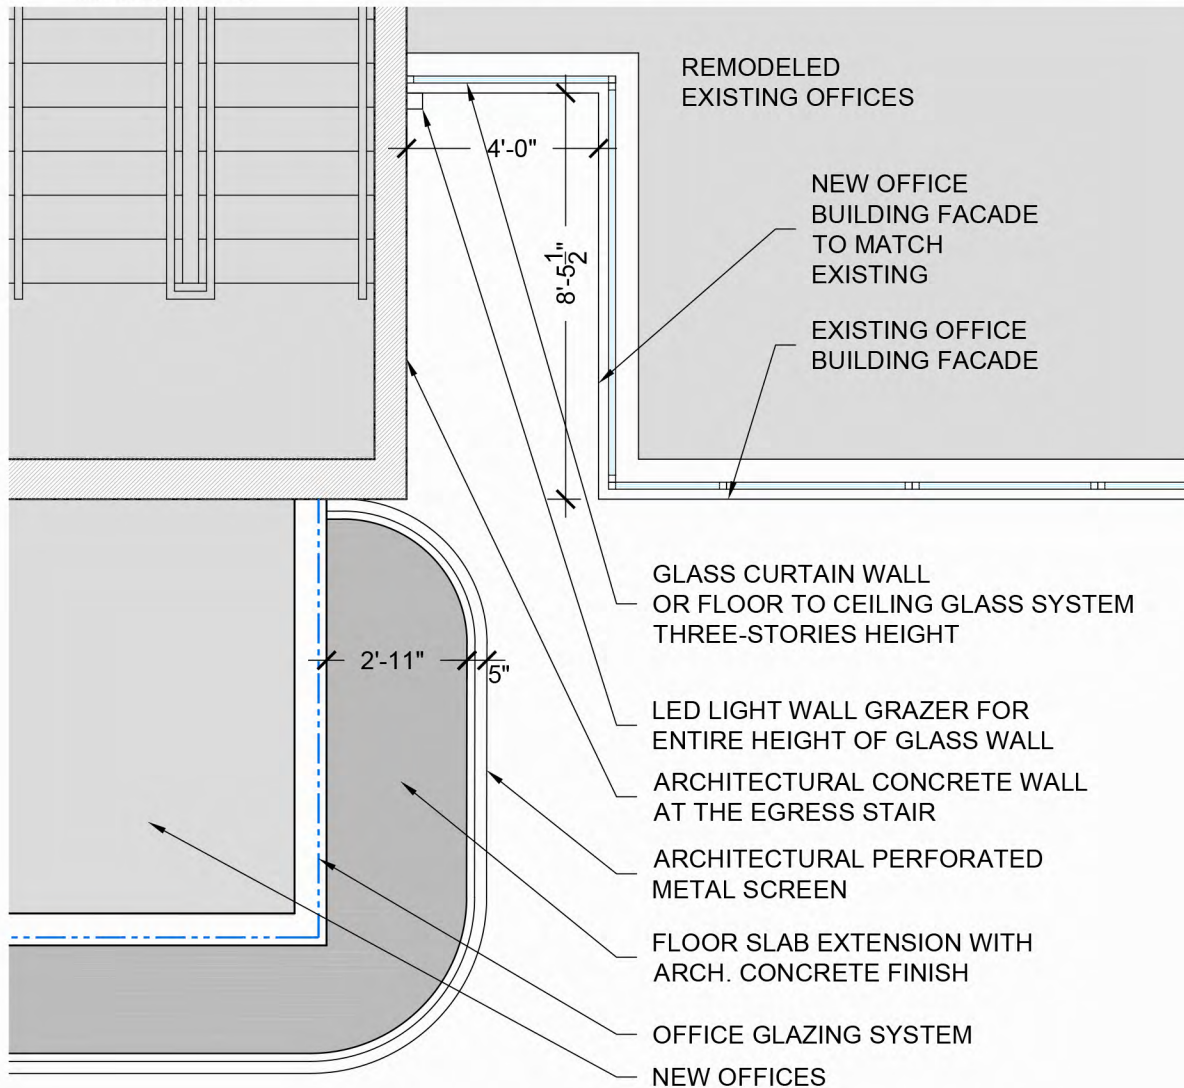 REMODELED
EXISTING OFFICES
4'-0"
NEW OFFICE
BUILDING FACADE
TO MATCH
EXISTING
8'-5 1/2"
EXISTING OFFICE
BUILDING FACADE
GLASS CURTAIN WALL
OR FLOOR TO CEILING GLASS SYSTEM
THREE-STORIES HEIGHT
2'-11"
5"
LED LIGHT WALL GRAZER FOR
ENTIRE HEIGHT OF GLASS WALL
ARCHITECTURAL CONCRETE WALL
AT THE EGRESS STAIR
ARCHITECTURAL PERFORATED
METAL SCREEN
FLOOR SLAB EXTENSION WITH
ARCH. CONCRETE FINISH
OFFICE GLAZING SYSTEM
NEW OFFICES